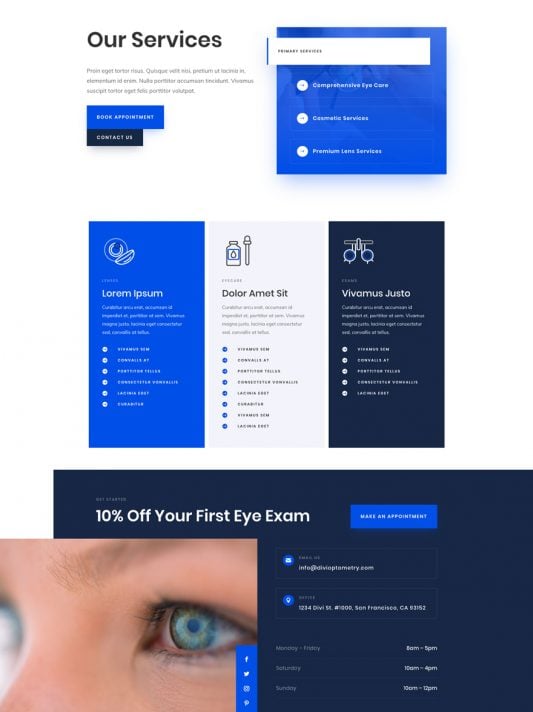 Our Services
Proin eget tortor risus. Quisque velit nisi, pretium ut lacinia in,
elementum id enim. Nulla porttitor accumsan tincidunt. Vivamus
suscipit tortor eget felis porttitor volutpat.
BOOK APPOINTMENT
CONTACT US
PRIMARY SERVICES
Comprehensive Eye Care
Cosmetic Services
Premium Lens Services
LENSES
Lorem Ipsum
Curabitur arcu erat, accumsan id
imperdiet et, porttitor at sem. Vivamus
magna justo, lacinia eget consectetur
sed, convallis at tellus.
VIVAMUS SEM
CONVALLS AT
PORTTITOR TELLUS
CONSECTETUR VONVALLIS
LACINIA EGET
CURABITUR
EYECARE
Dolor Amet Sit
Curabitur arcu erat, accumsan id
imperdiet et, porttitor at sem. Vivamus
magna justo, lacinia eget consectetur
sed, convallis at tellus.
VIVAMUS SEM
CONVALLS AT
PORTTITOR TELLUS
CONSECTETUR VONVALLIS
LACINIA EGET
CURABITUR
VIVAMUS SEM
LACINIA EGET
EXAMS
Vivamus Justo
Curabitur arcu erat, accumsan id
imperdiet et, porttitor at sem. Vivamus
magna justo, lacinia eget consectetur
sed, convallis at tellus.
VIVAMUS SEM
CONVALLS AT
PORTTITOR TELLUS
CONSECTETUR VONVALLIS
LACINIA EGET
GET STARTED
10% Off Your First Eye Exam
MAKE AN APPOINTMENT
EMAIL US
info@divioptometry.com
OFFICE
1234 Divi St. #1000, San Francisco, CA 93152
Monday - Friday 8am – 5pm
Saturday 10am – 4pm
Sunday 10am – 12pm